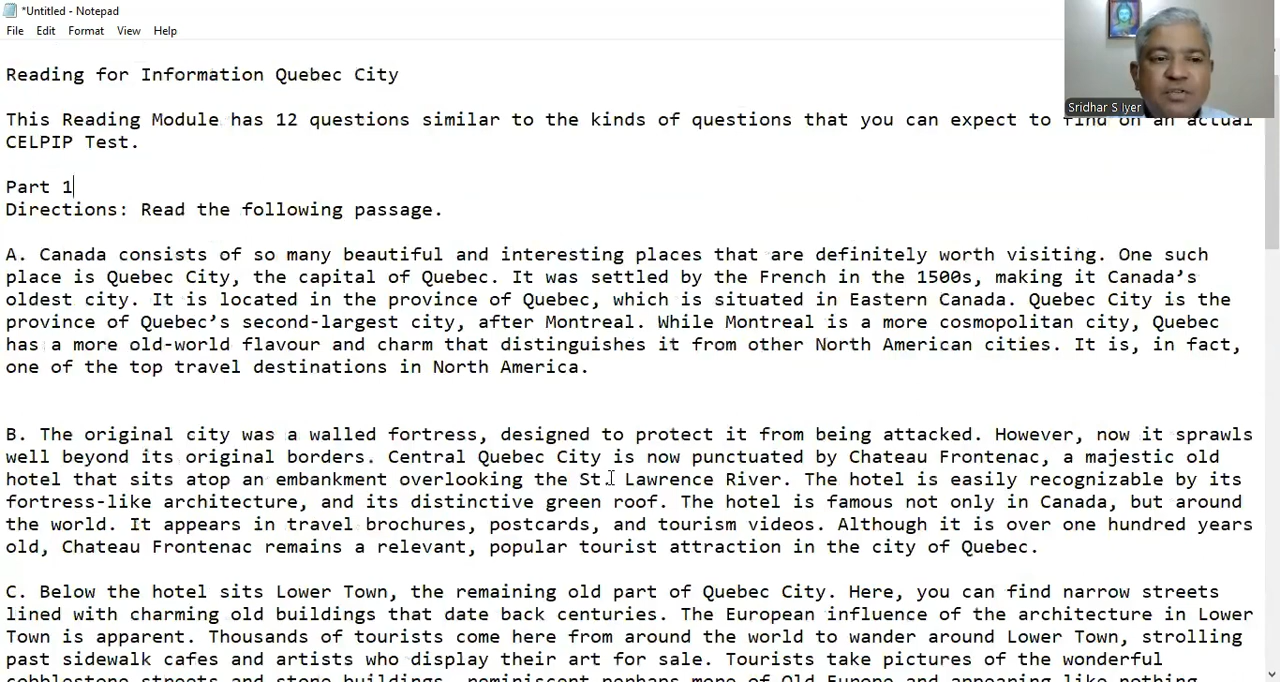 *Untitled - Notepad
File Edit Format View Help
Reading for Information Quebec City
This Reading Module has 12 questions similar to the kinds of questions that you can expect to find on an actual
CELPIP Test.
Part 1
Directions: Read the following passage.
A. Canada consists of so many beautiful and interesting places that are definitely worth visiting. One such
place is Quebec City, the capital of Quebec. It was settled by the French in the 1500s, making it Canada's
oldest city. It is located in the province of Quebec, which is situated in Eastern Canada. Quebec City is the
province of Quebec's second-largest city, after Montreal. While Montreal is a more cosmopolitan city, Quebec
has a more old-world flavour and charm that distinguishes it from other North American cities. It is, in fact,
one of the top travel destinations in North America.
B. The original city was a walled fortress, designed to protect it from being attacked. However, now it sprawls
well beyond its original borders. Central Quebec City is now punctuated by Chateau Frontenac, a majestic old
hotel that sits atop an embankment overlooking the St. Lawrence River. The hotel is easily recognizable by its
fortress-like architecture, and its distinctive green roof. The hotel is famous not only in Canada, but around
the world. It appears in travel brochures, postcards, and tourism videos. Although it is over one hundred years
old, Chateau Frontenac remains a relevant, popular tourist attraction in the city of Quebec.
C. Below the hotel sits Lower Town, the remaining old part of Quebec City. Here, you can find narrow streets
lined with charming old buildings that date back centuries. The European influence of the architecture in Lower
Town is apparent. Thousands of tourists come here from around the world to wander around Lower Town, strolling
past sidewalk cafes and artists who display their art for sale. Tourists take pictures of the wonderful
cobblestone streets and stone buildings, reminiscent perhaps more of Old Europe and appearing like nothing
Sridhar S Iyer